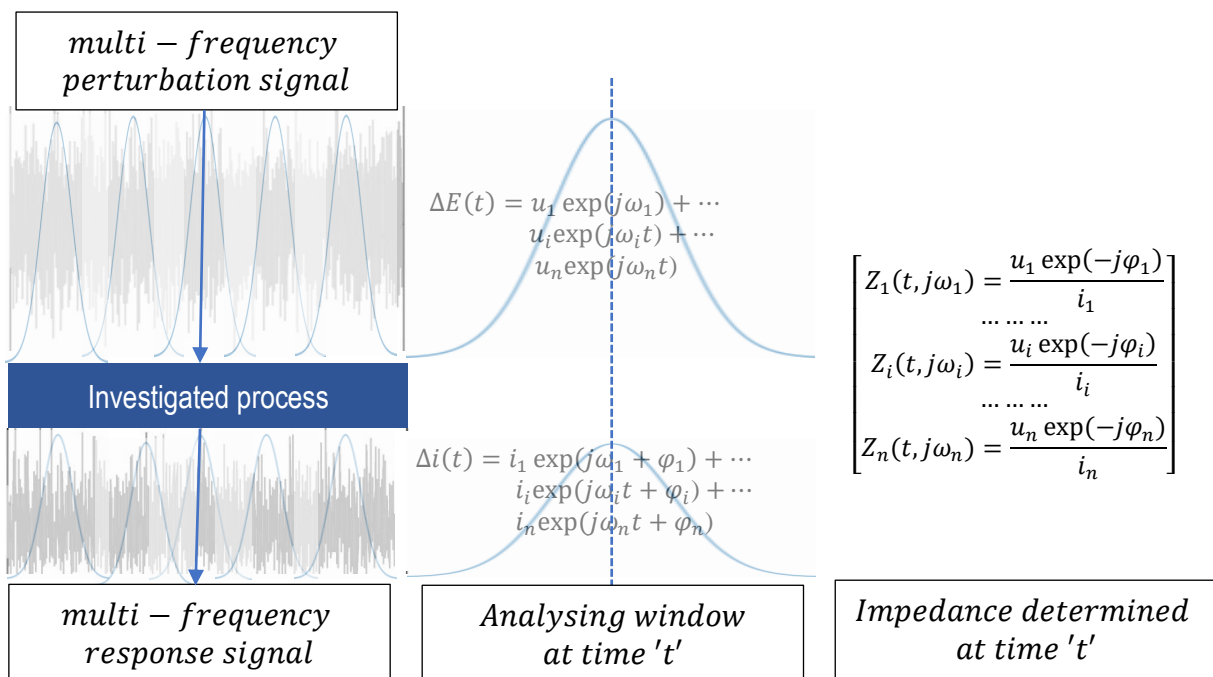 multi − frequency
perturbation signal
ΔE(t) = u₁ exp(jω₁) + ⋯
uᵢexp(jωᵢt) + ⋯
uₙexp(jωₙt)
Investigated process
Δi(t) = i₁ exp(jω₁ + φ₁) + ⋯
iᵢexp(jωᵢt + φᵢ) + ⋯
iₙexp(jωₙt + φₙ)
multi − frequency
response signal
Analysing window
at time 't'
Z₁(t, jω₁) = u₁ exp(−jφ₁) / i₁
… … …
Zᵢ(t, jωᵢ) = uᵢ exp(−jφᵢ) / iᵢ
… … …
Zₙ(t, jωₙ) = uₙ exp(−jφₙ) / iₙ
Impedance determined
at time 't'